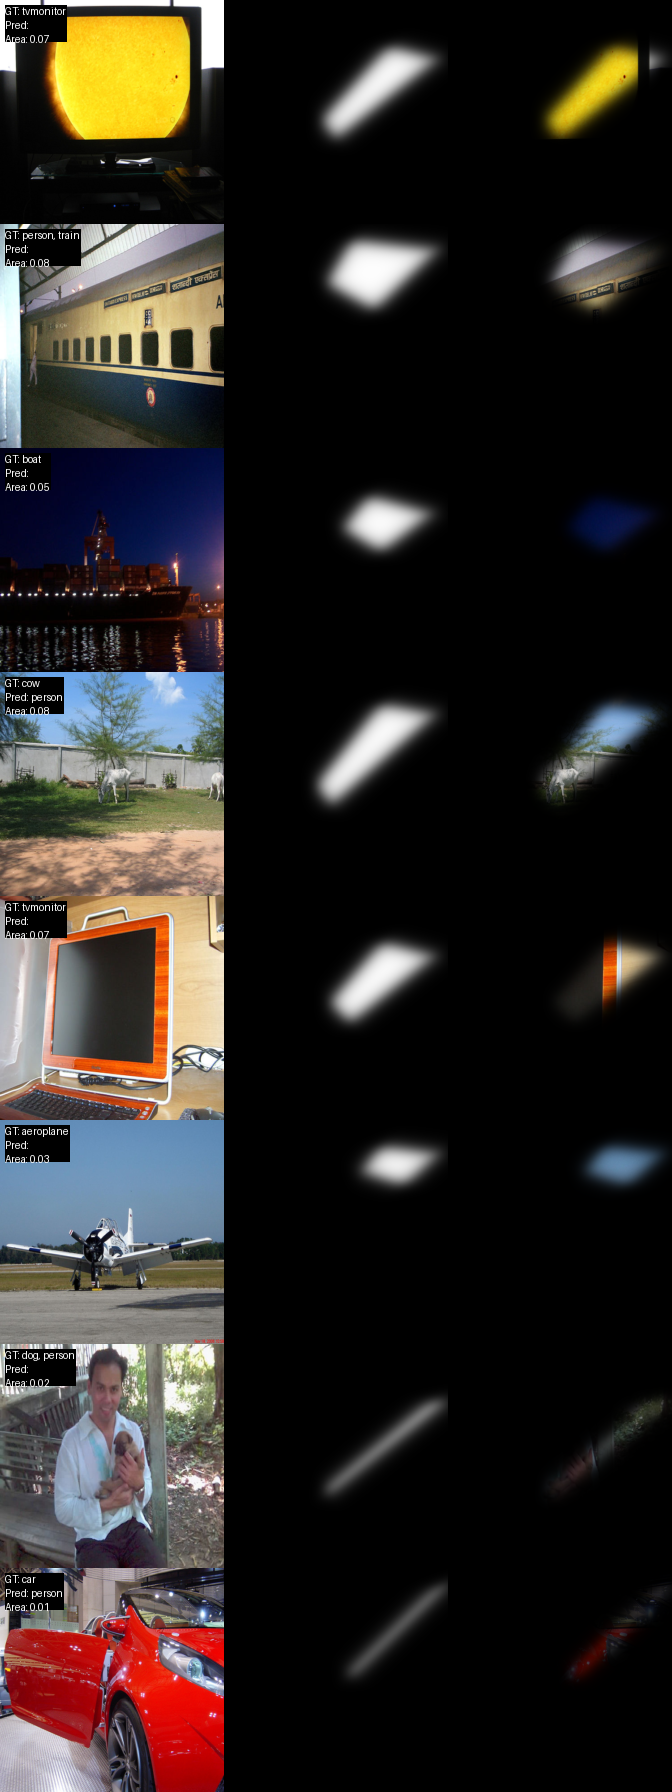 GT: tvmonitor
Pred:
Area: 0.07
GT: person, train
Pred:
Area: 0.08
GT: boat
Pred:
Area: 0.05
GT: cow
Pred: person
Area: 0.08
GT: tvmonitor
Pred:
Area: 0.07
GT: aeroplane
Pred:
Area: 0.03
GT: dog, person
Pred:
Area: 0.02
GT: car
Pred: person
Area: 0.01